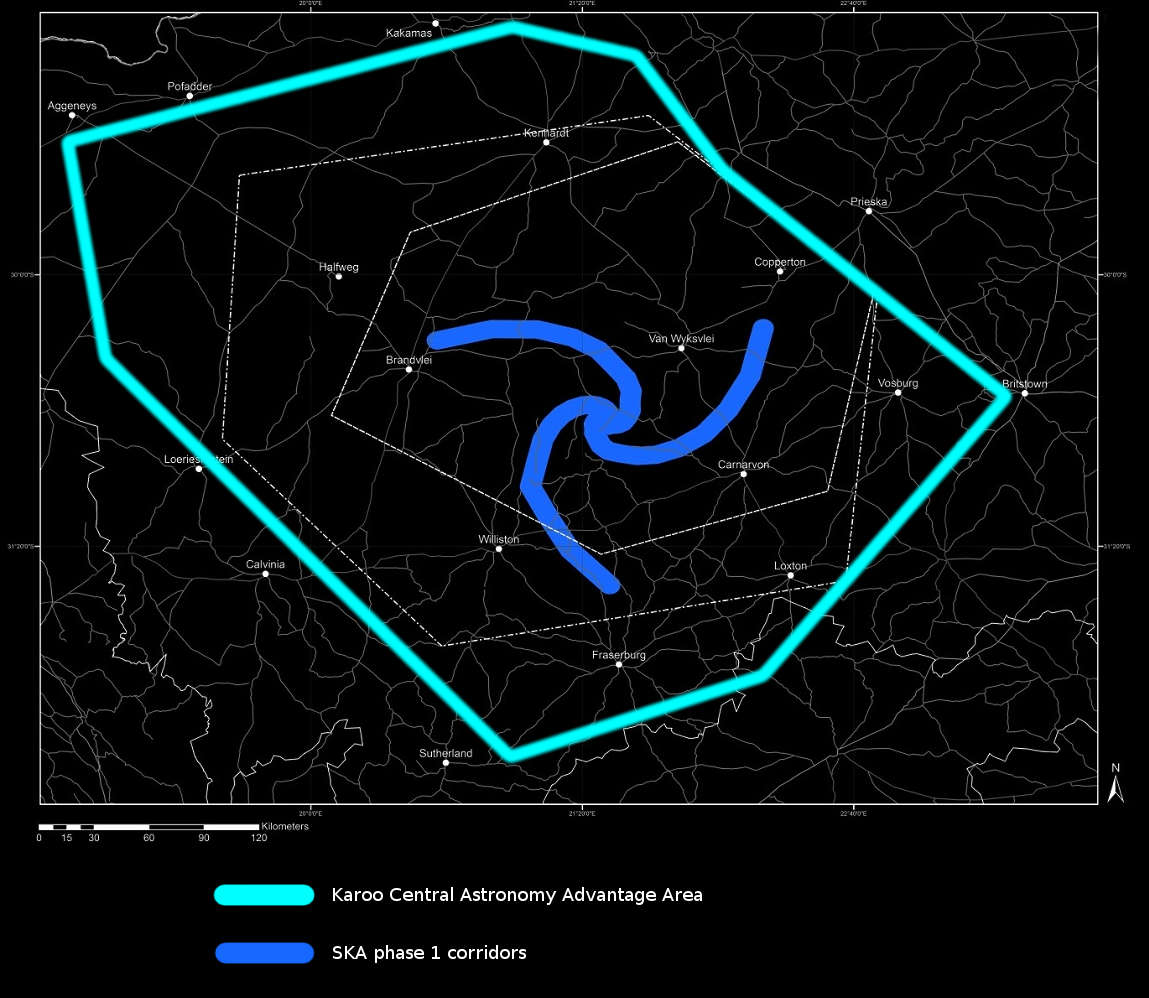 20°0'0"E 21°20'0"E 22°40'0"E
Kakamas
Pofadder
Aggeneys
Kenhardt
Prieska
Copperton
Halfweg
30°0'0"S 30°0'0"S
Van Wyksvlei
Brandvlei
Vosburg Britstown
Loeriesfontein
Carnarvon
Williston
31°20'0"S 31°20'0"S
Calvinia
Loxton
Fraserburg
Sutherland
N
20°0'0"E 21°20'0"E 22°40'0"E
Kilometers
0 15 30 60 90 120
Karoo Central Astronomy Advantage Area
SKA phase 1 corridors